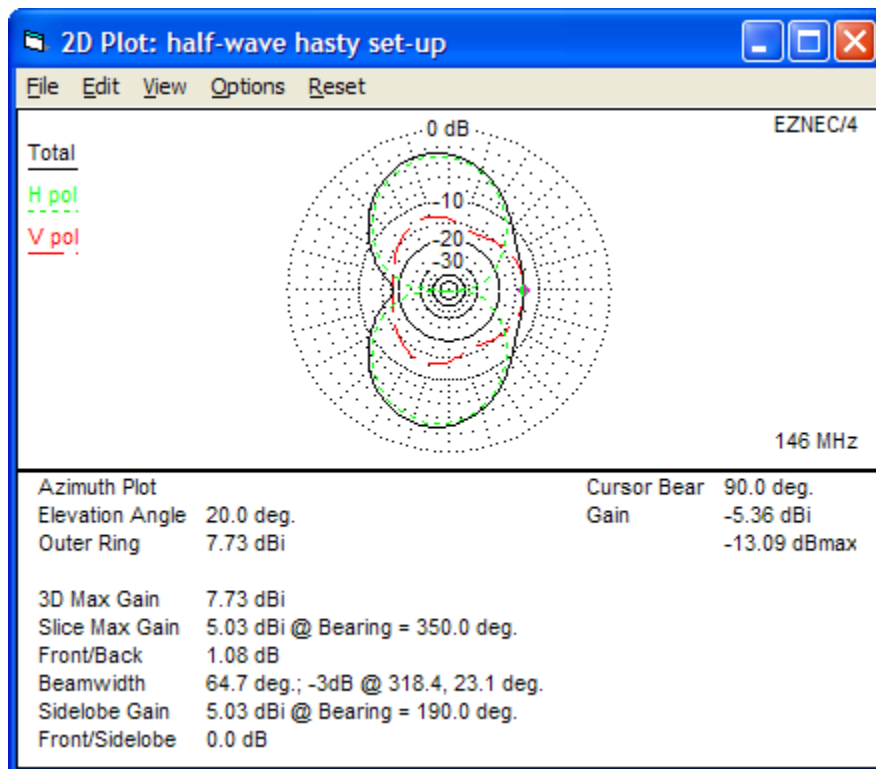 2D Plot: half-wave hasty set-up
File Edit View Options Reset
EZNEC/4
0 dB
Total
H pol
V pol
-10
-20
-30
146 MHz
Azimuth Plot Cursor Bear 90.0 deg.
Elevation Angle 20.0 deg. Gain -5.36 dBi
Outer Ring 7.73 dBi -13.09 dBmax
3D Max Gain 7.73 dBi
Slice Max Gain 5.03 dBi @ Bearing = 350.0 deg.
Front/Back 1.08 dB
Beamwidth 64.7 deg.; -3dB @ 318.4, 23.1 deg.
Sidelobe Gain 5.03 dBi @ Bearing = 190.0 deg.
Front/Sidelobe 0.0 dB